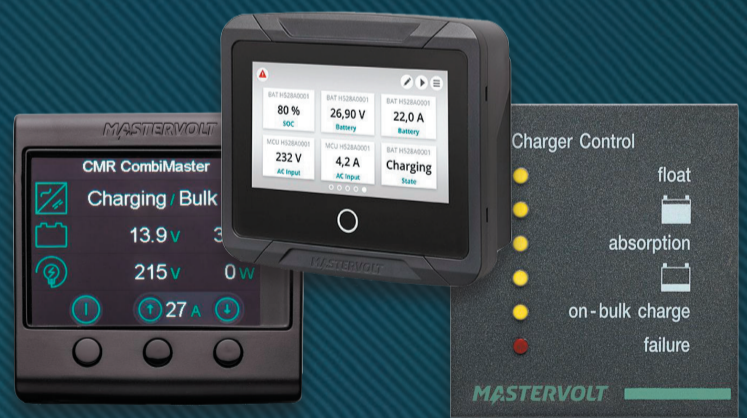 MASTERVOLT
CMR CombiMaster
Charging / Bulk
13.9 V
215 V 0 W
27 A
BAT HS28A0001 BAT HS28A0001 BAT HS28A0001
80 % 26,90 V 22,0 A
SOC Battery Battery
MCU HS28A0001 MCU HS28A0001 BAT HS28A0001
232 V 4,2 A Charging
AC Input AC Input State
MASTERVOLT
Charger Control
float
absorption
on-bulk charge
failure
MASTERVOLT